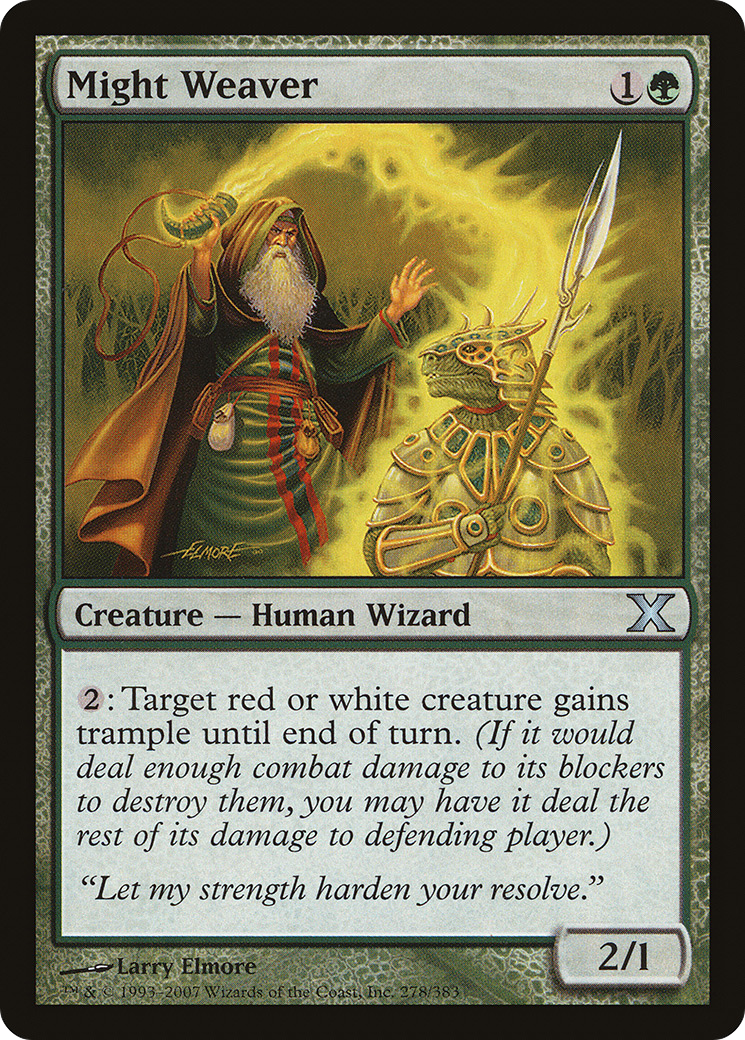 Might Weaver
1
ELMORE
Creature — Human Wizard
X
2: Target red or white creature gains
trample until end of turn. (If it would
deal enough combat damage to its blockers
to destroy them, you may have it deal the
rest of its damage to defending player.)
“Let my strength harden your resolve.”
2/1
Larry Elmore
™ & © 1993–2007 Wizards of the Coast, Inc. 278/383